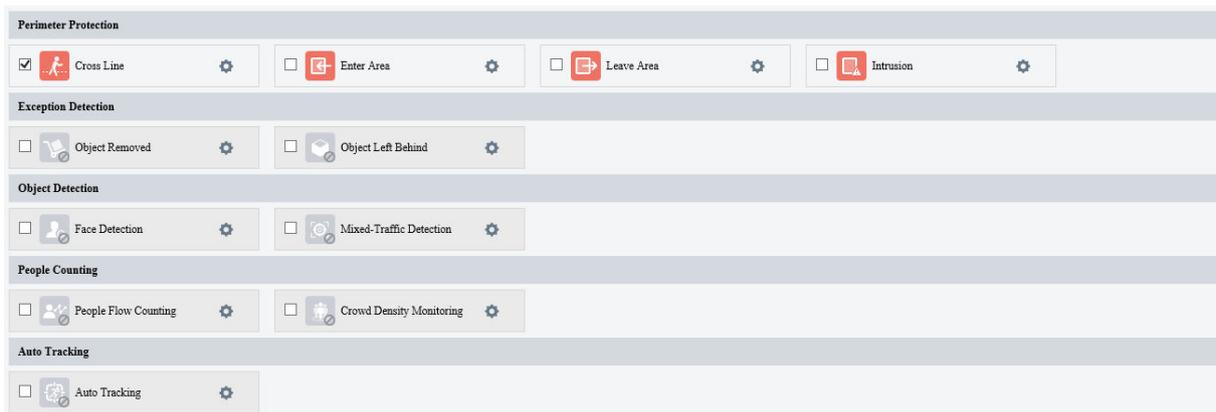 Perimeter Protection
Cross Line Enter Area Leave Area Intrusion
Exception Detection
Object Removed Object Left Behind
Object Detection
Face Detection Mixed-Traffic Detection
People Counting
People Flow Counting Crowd Density Monitoring
Auto Tracking
Auto Tracking